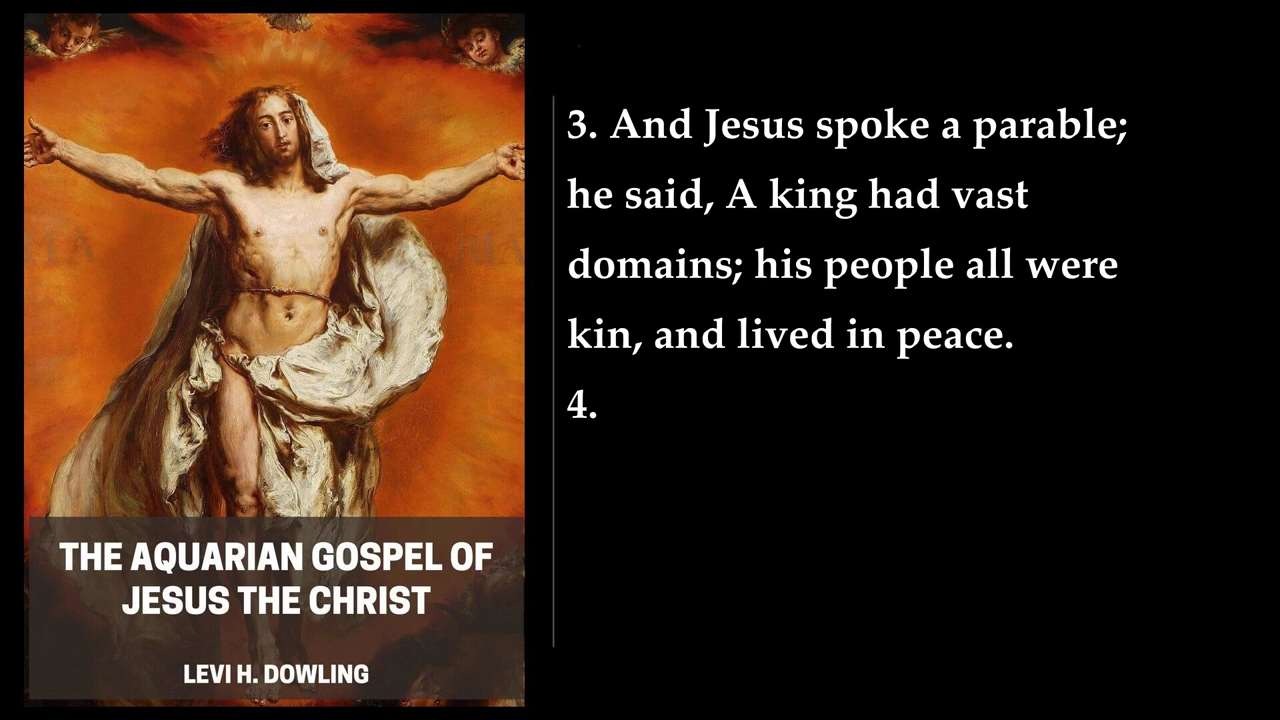 THE AQUARIAN GOSPEL OF
JESUS THE CHRIST
LEVI H. DOWLING
3. And Jesus spoke a parable;
he said, A king had vast
domains; his people all were
kin, and lived in peace.
4.